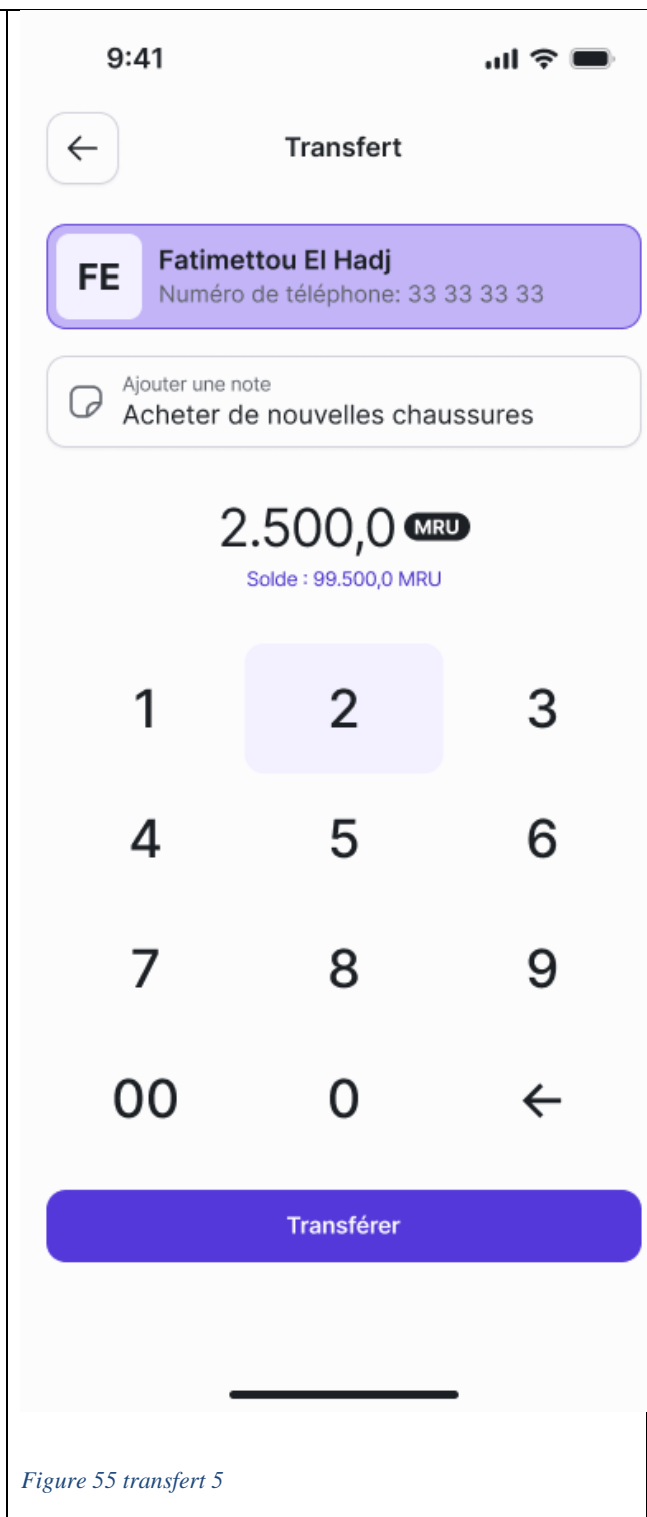 9:41
Transfert
FE
Fatimettou El Hadj
Numéro de téléphone: 33 33 33 33
Ajouter une note
Acheter de nouvelles chaussures
2.500,0 MRU
Solde : 99.500,0 MRU
1 2 3
4 5 6
7 8 9
00 0
Transférer
Figure 55 transfert 5